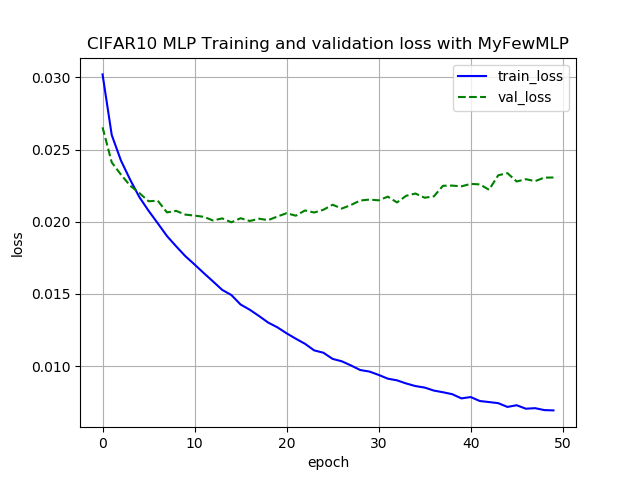 CIFAR10 MLP Training and validation loss with MyFewMLP
train_loss
val_loss
0.030
0.025
0.020
0.015
0.010
loss
0 10 20 30 40 50
epoch